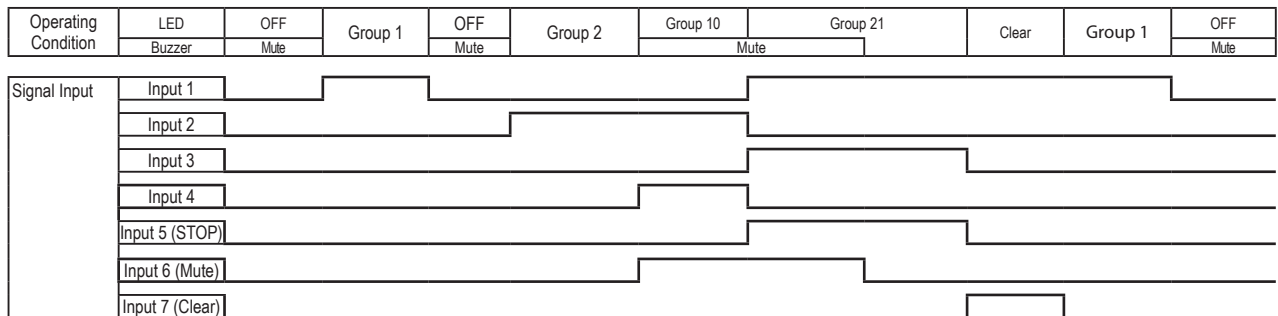 Operating Condition LED OFF Group 1 OFF Group 2 Group 10 Group 21 Clear Group 1 OFF
Buzzer Mute Mute Mute Mute
Signal Input Input 1
Input 2
Input 3
Input 4
Input 5 (STOP)
Input 6 (Mute)
Input 7 (Clear)